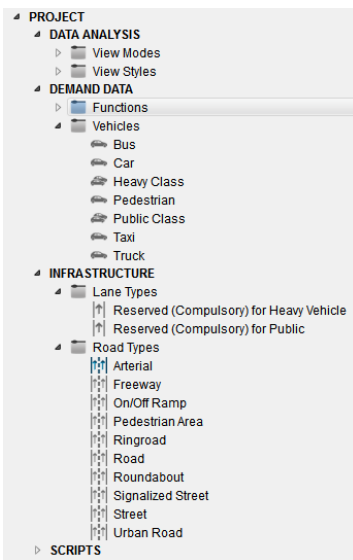 PROJECT
DATA ANALYSIS
View Modes
View Styles
DEMAND DATA
Functions
Vehicles
Bus
Car
Heavy Class
Pedestrian
Public Class
Taxi
Truck
INFRASTRUCTURE
Lane Types
Reserved (Compulsory) for Heavy Vehicle
Reserved (Compulsory) for Public
Road Types
Arterial
Freeway
On/Off Ramp
Pedestrian Area
Ringroad
Road
Roundabout
Signalized Street
Street
Urban Road
SCRIPTS